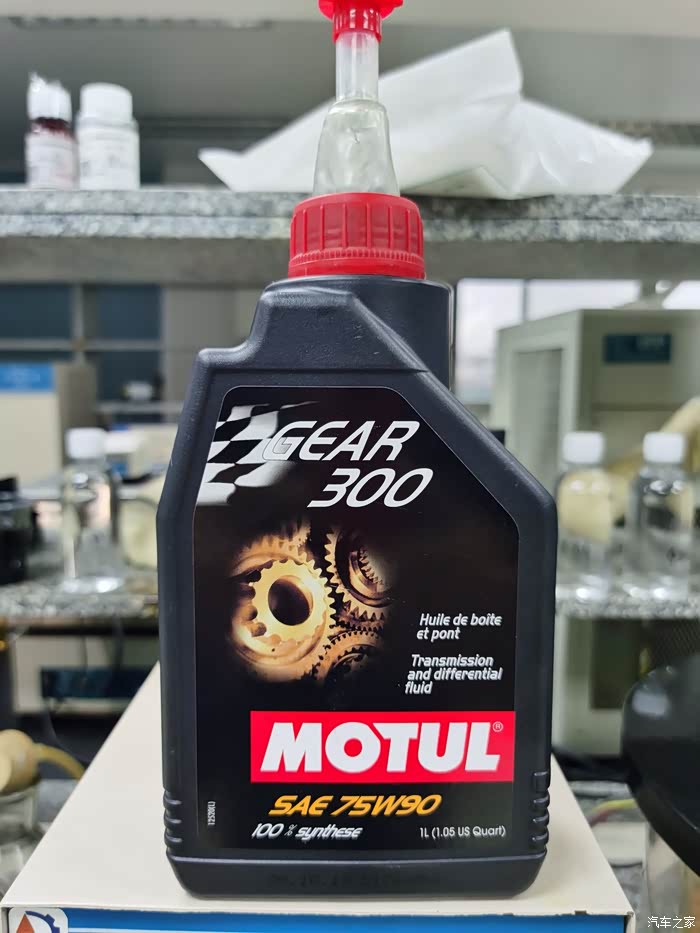 GEAR
300
Huile de boîte
et pont
Transmission
and differential
fluid
MOTUL®
SAE 75W90
100 % synthese
1L (1.05 US Quart)
汽车之家